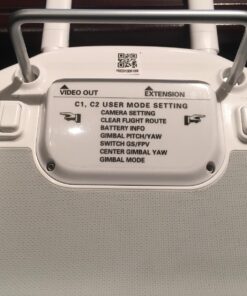 VIDEO OUT EXTENSION
C1, C2 USER MODE SETTING
CAMERA SETTING
CLEAR FLIGHT ROUTE
BATTERY INFO
GIMBAL PITCH/YAW
SWITCH GS/FPV
CENTER GIMBAL YAW
GIMBAL MODE